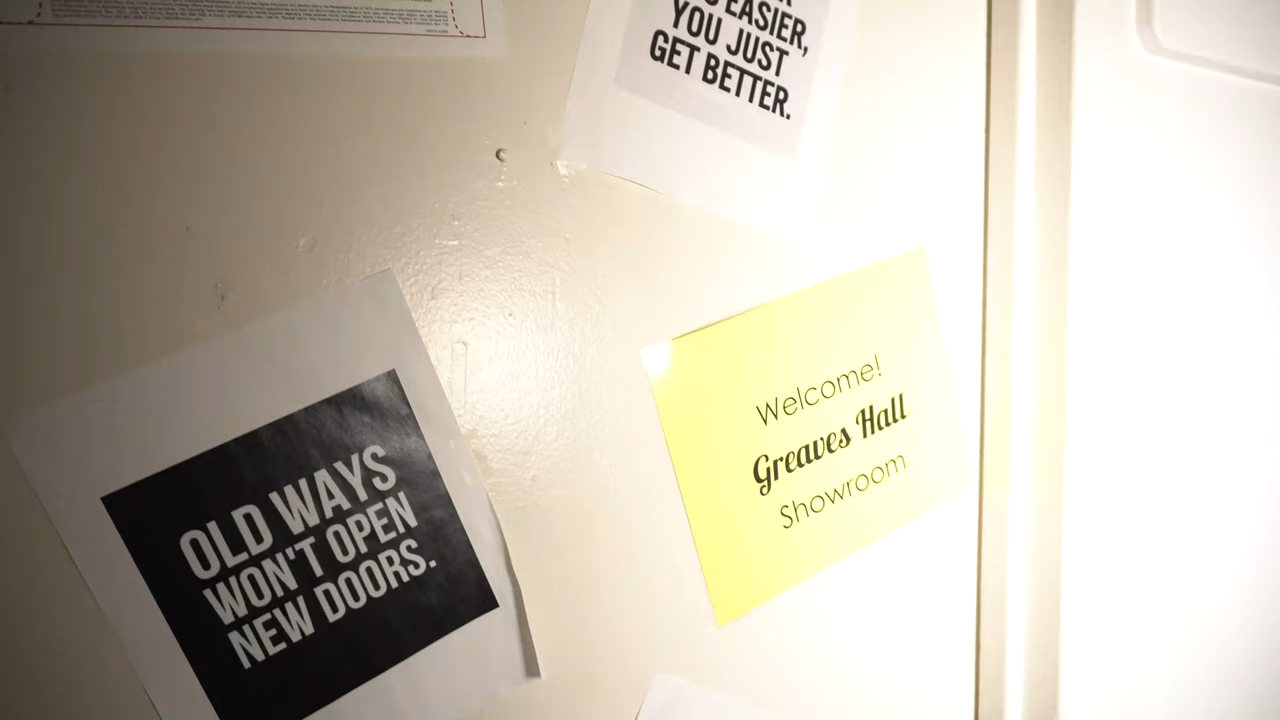 EASIER,
YOU JUST
GET BETTER.
Welcome!
Greaves Hall
Showroom
OLD WAYS
WON'T OPEN
NEW DOORS.